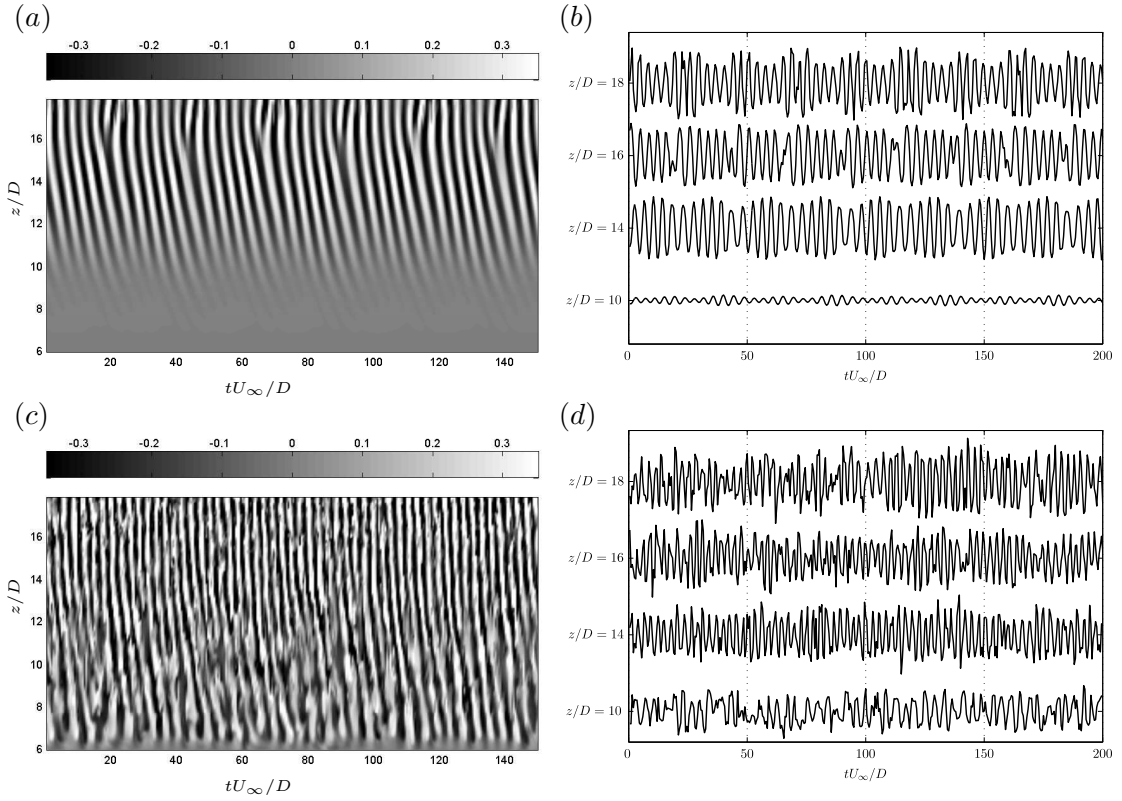 (a)
-0.3 -0.2 -0.1 0 0.1 0.2 0.3
z/D
16
14
12
10
8
6
20 40 60 80 100 120 140
tU∞/D
(b)
z/D = 18
z/D = 16
z/D = 14
z/D = 10
0 50 100 150 200
tU∞/D
(c)
-0.3 -0.2 -0.1 0 0.1 0.2 0.3
z/D
16
14
12
10
8
6
20 40 60 80 100 120 140
tU∞/D
(d)
z/D = 18
z/D = 16
z/D = 14
z/D = 10
0 50 100 150 200
tU∞/D